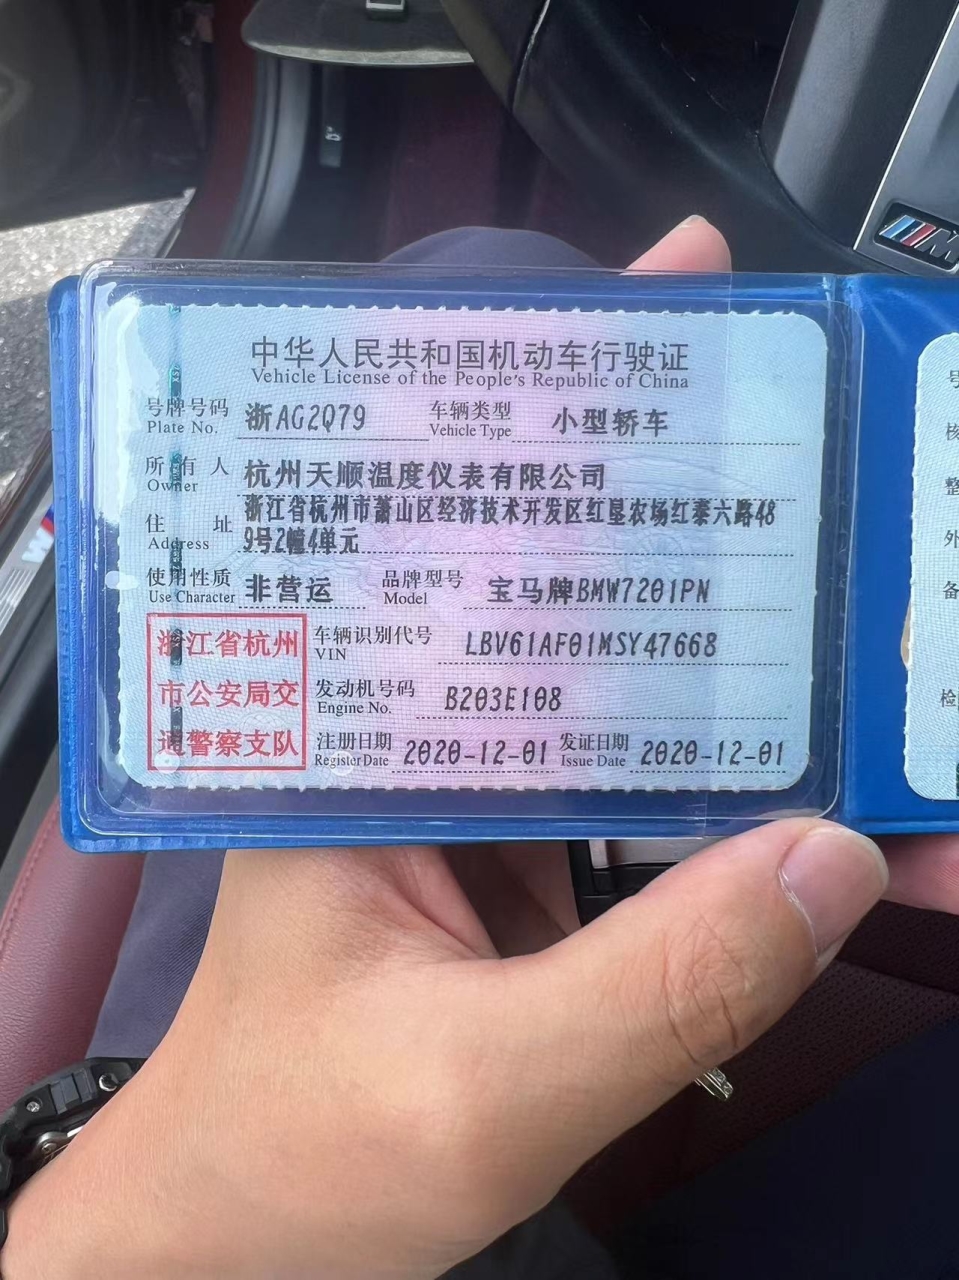 中华人民共和国机动车行驶证
Vehicle License of the People's Republic of China
号牌号码 浙AG2Q79 车辆类型 小型轿车
Plate No. Vehicle Type
所有人 杭州天顺温度仪表有限公司
Owner
住址 浙江省杭州市萧山区经济技术开发区红垦农场红泰六路48
Address 9号2幢4单元
使用性质 非营运 品牌型号 宝马牌BMW7201PN
Use Character Model
浙江省杭州
市公安局交
通警察支队
车辆识别代号 LBV61AF01MSY47668
VIN
发动机号码 B203E108
Engine No.
注册日期 2020-12-01 发证日期 2020-12-01
Register Date Issue Date
号
核
整
外
备
检
M